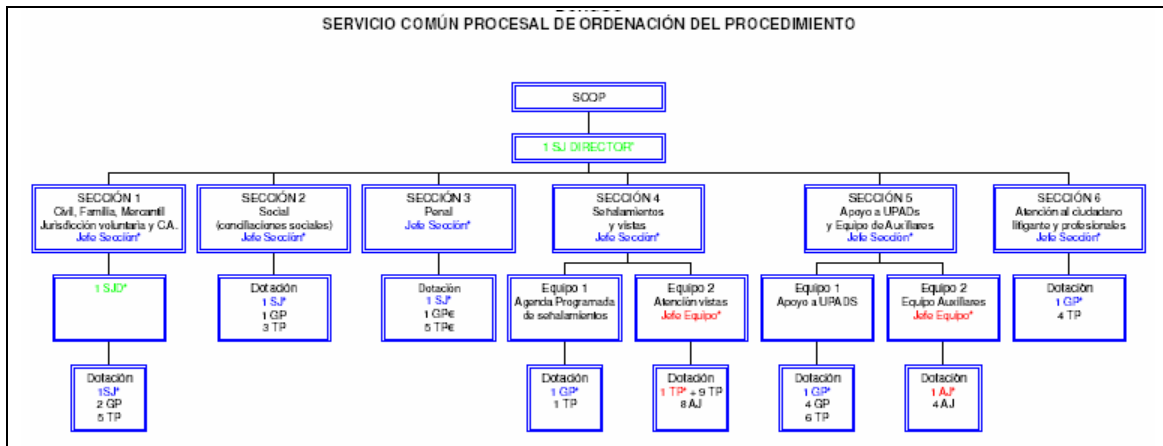 SERVICIO COMÚN PROCESAL DE ORDENACIÓN DEL PROCEDIMIENTO
SCOP
1 SJ DIRECTOR*
SECCIÓN 1
Civil, Familia, Mercantil
Jurisdicción voluntaria y C.A.
Jefe Sección*
SECCIÓN 2
Social
(conciliaciones sociales)
Jefe Sección*
SECCIÓN 3
Penal
Jefe Sección*
SECCIÓN 4
Señalamientos
y vistas
Jefe Sección*
SECCIÓN 5
Apoyo a UPADs
y Equipo de Auxiliares
Jefe Sección*
SECCIÓN 6
Atención al ciudadano
litigante y profesionales
Jefe Sección*
1 SJD*
Dotación
1 SJ*
1 GP
3 TP
Dotación
1 SJ*
1 GP€
5 TP€
Equipo 1
Agenda Programada
de señalamientos
Equipo 2
Atención vistas
Jefe Equipo*
Equipo 1
Apoyo a UPADS
Equipo 2
Equipo Auxiliares
Jefe Equipo*
Dotación
1 GP*
4 TP
Dotación
1SJ*
2 GP
5 TP
Dotación
1 GP*
1 TP
Dotación
1 TP* + 9 TP
8 AJ
Dotación
1 GP*
4 GP
6 TP
Dotación
1 AJ*
4 AJ